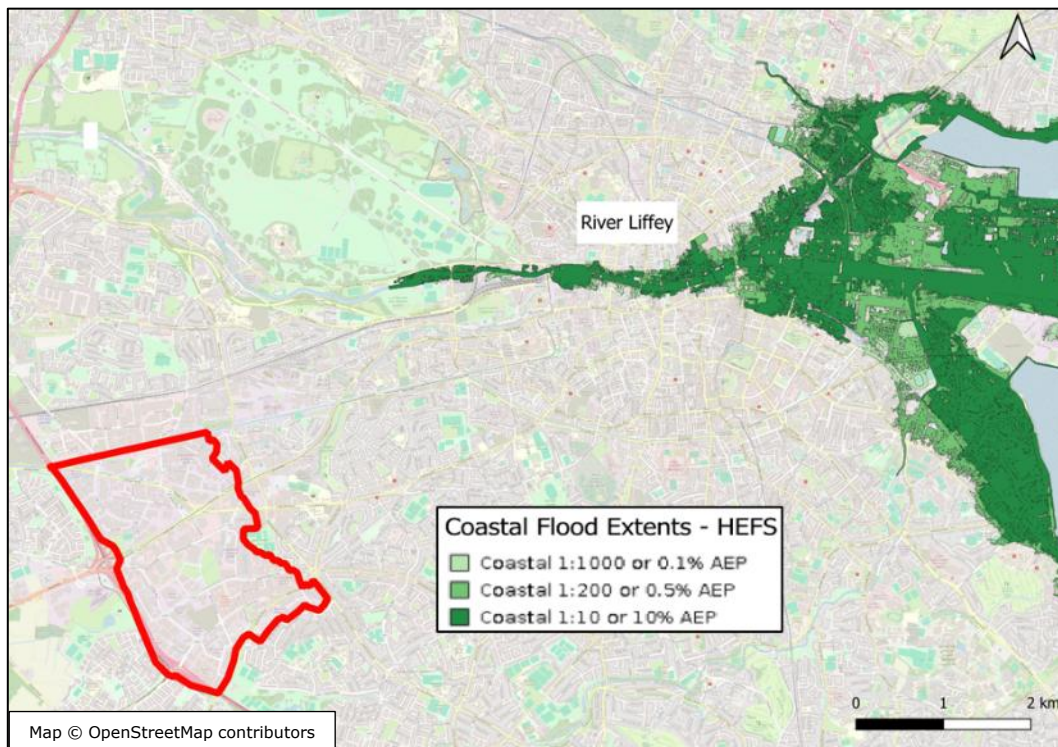 River Liffey
Coastal Flood Extents - HEFS
Coastal 1:1000 or 0.1% AEP
Coastal 1:200 or 0.5% AEP
Coastal 1:10 or 10% AEP
0 1 2 km
Map © OpenStreetMap contributors